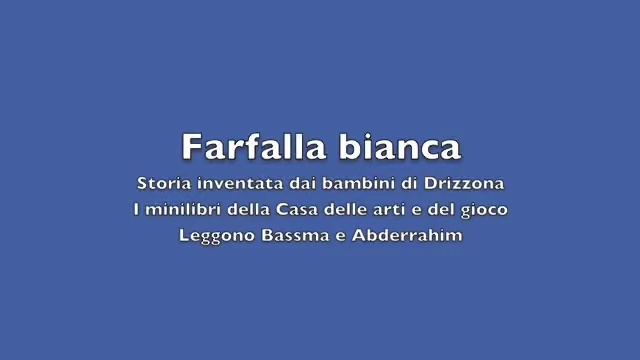 Farfalla bianca
Storia inventata dai bambini di Drizzona
I minilibri della Casa delle arti e del gioco
Leggono Bassma e Abderrahim